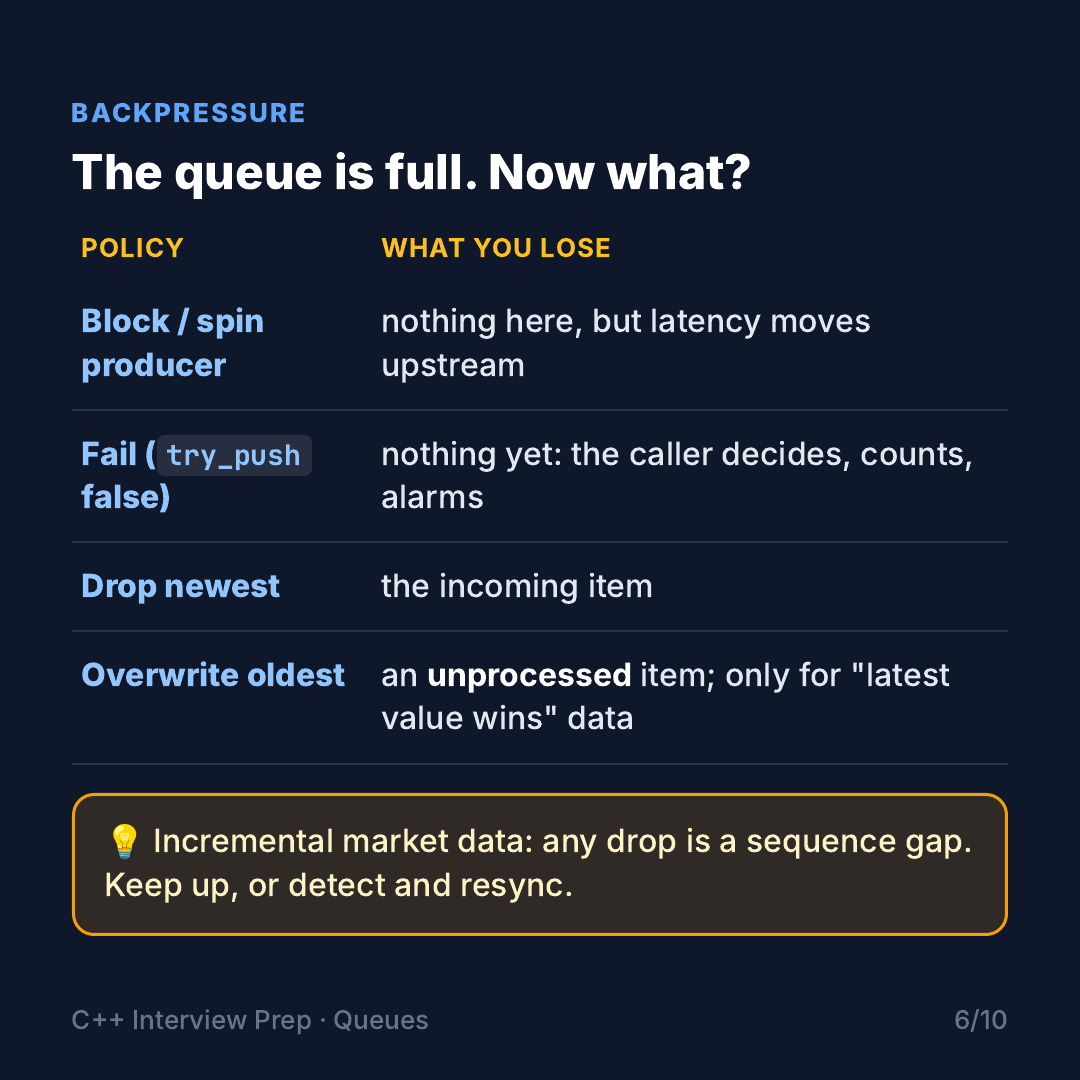 BACKPRESSURE
The queue is full. Now what?
POLICY WHAT YOU LOSE
Block / spin producer
nothing here, but latency moves upstream
Fail (try_push false)
nothing yet: the caller decides, counts, alarms
Drop newest
the incoming item
Overwrite oldest
an unprocessed item; only for "latest value wins" data
💡 Incremental market data: any drop is a sequence gap.
Keep up, or detect and resync.
C++ Interview Prep · Queues
6/10